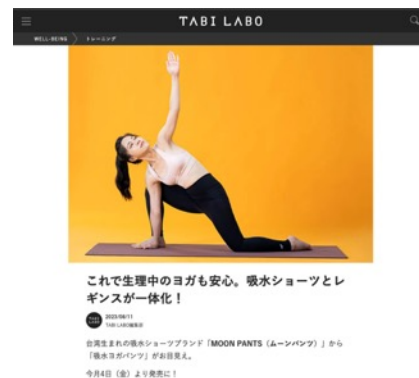 TABI LABO
WELL-BEING
トレーニング
これで生理中のヨガも安心。吸水ショーツとレ
ギンスが一体化！
2023/08/11
TABI LABO編集部
台湾生まれの吸水ショーツブランド「MOON PANTS（ムーンパンツ）」から
「吸水ヨガパンツ」がお目見え。
今月4日（金）より発売に！